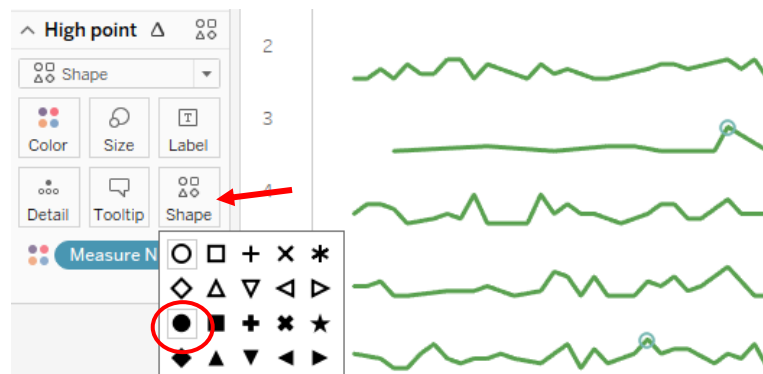 High point
Shape
Color
Size
T
Label
Detail
Tooltip
Shape
Measure N
2
3
4